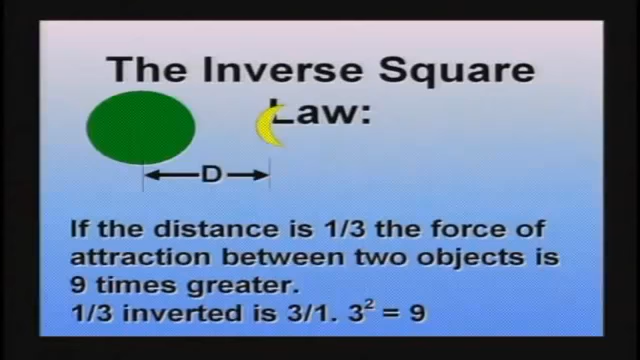 The Inverse Square
Law:
D
If the distance is 1/3 the force of
attraction between two objects is
9 times greater.
1/3 inverted is 3/1. 3² = 9